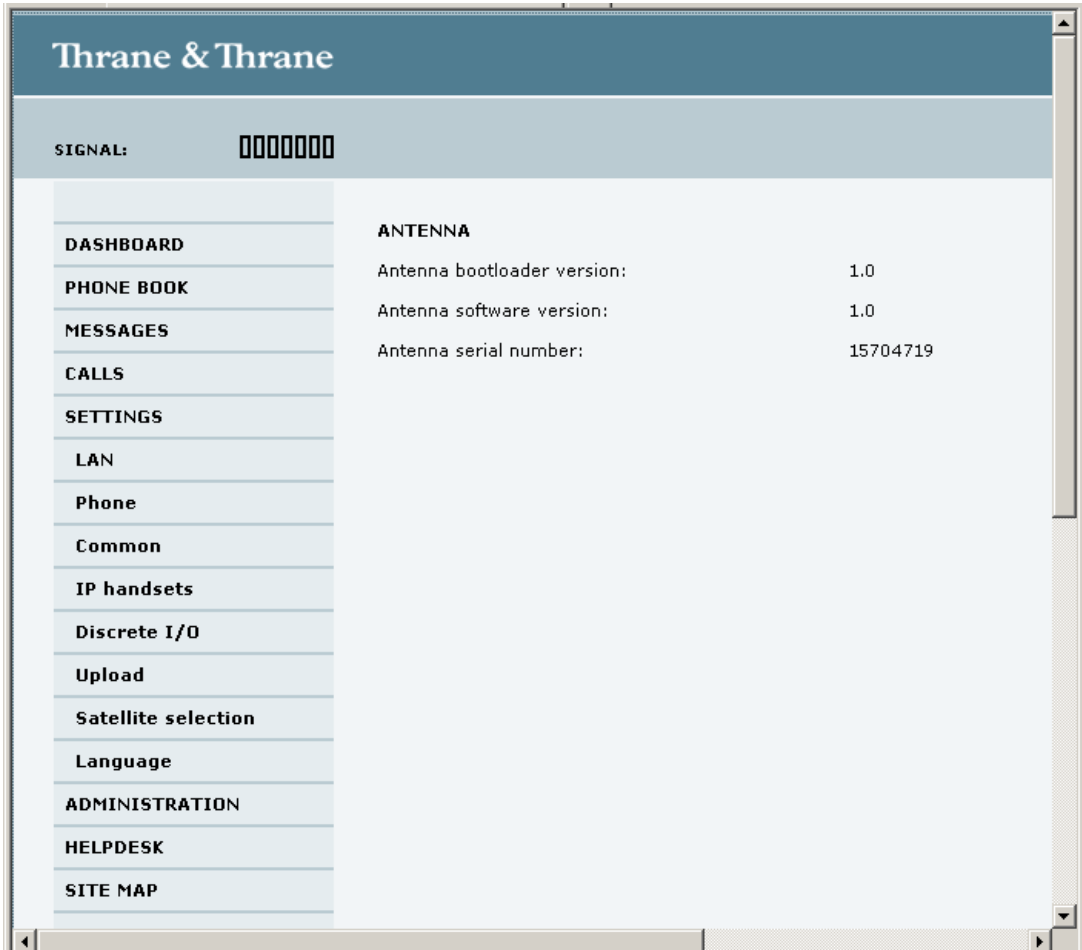 Thrane & Thrane
SIGNAL:
DASHBOARD
PHONE BOOK
MESSAGES
CALLS
SETTINGS
LAN
Phone
Common
IP handsets
Discrete I/O
Upload
Satellite selection
Language
ADMINISTRATION
HELPDESK
SITE MAP
ANTENNA
Antenna bootloader version: 1.0
Antenna software version: 1.0
Antenna serial number: 15704719